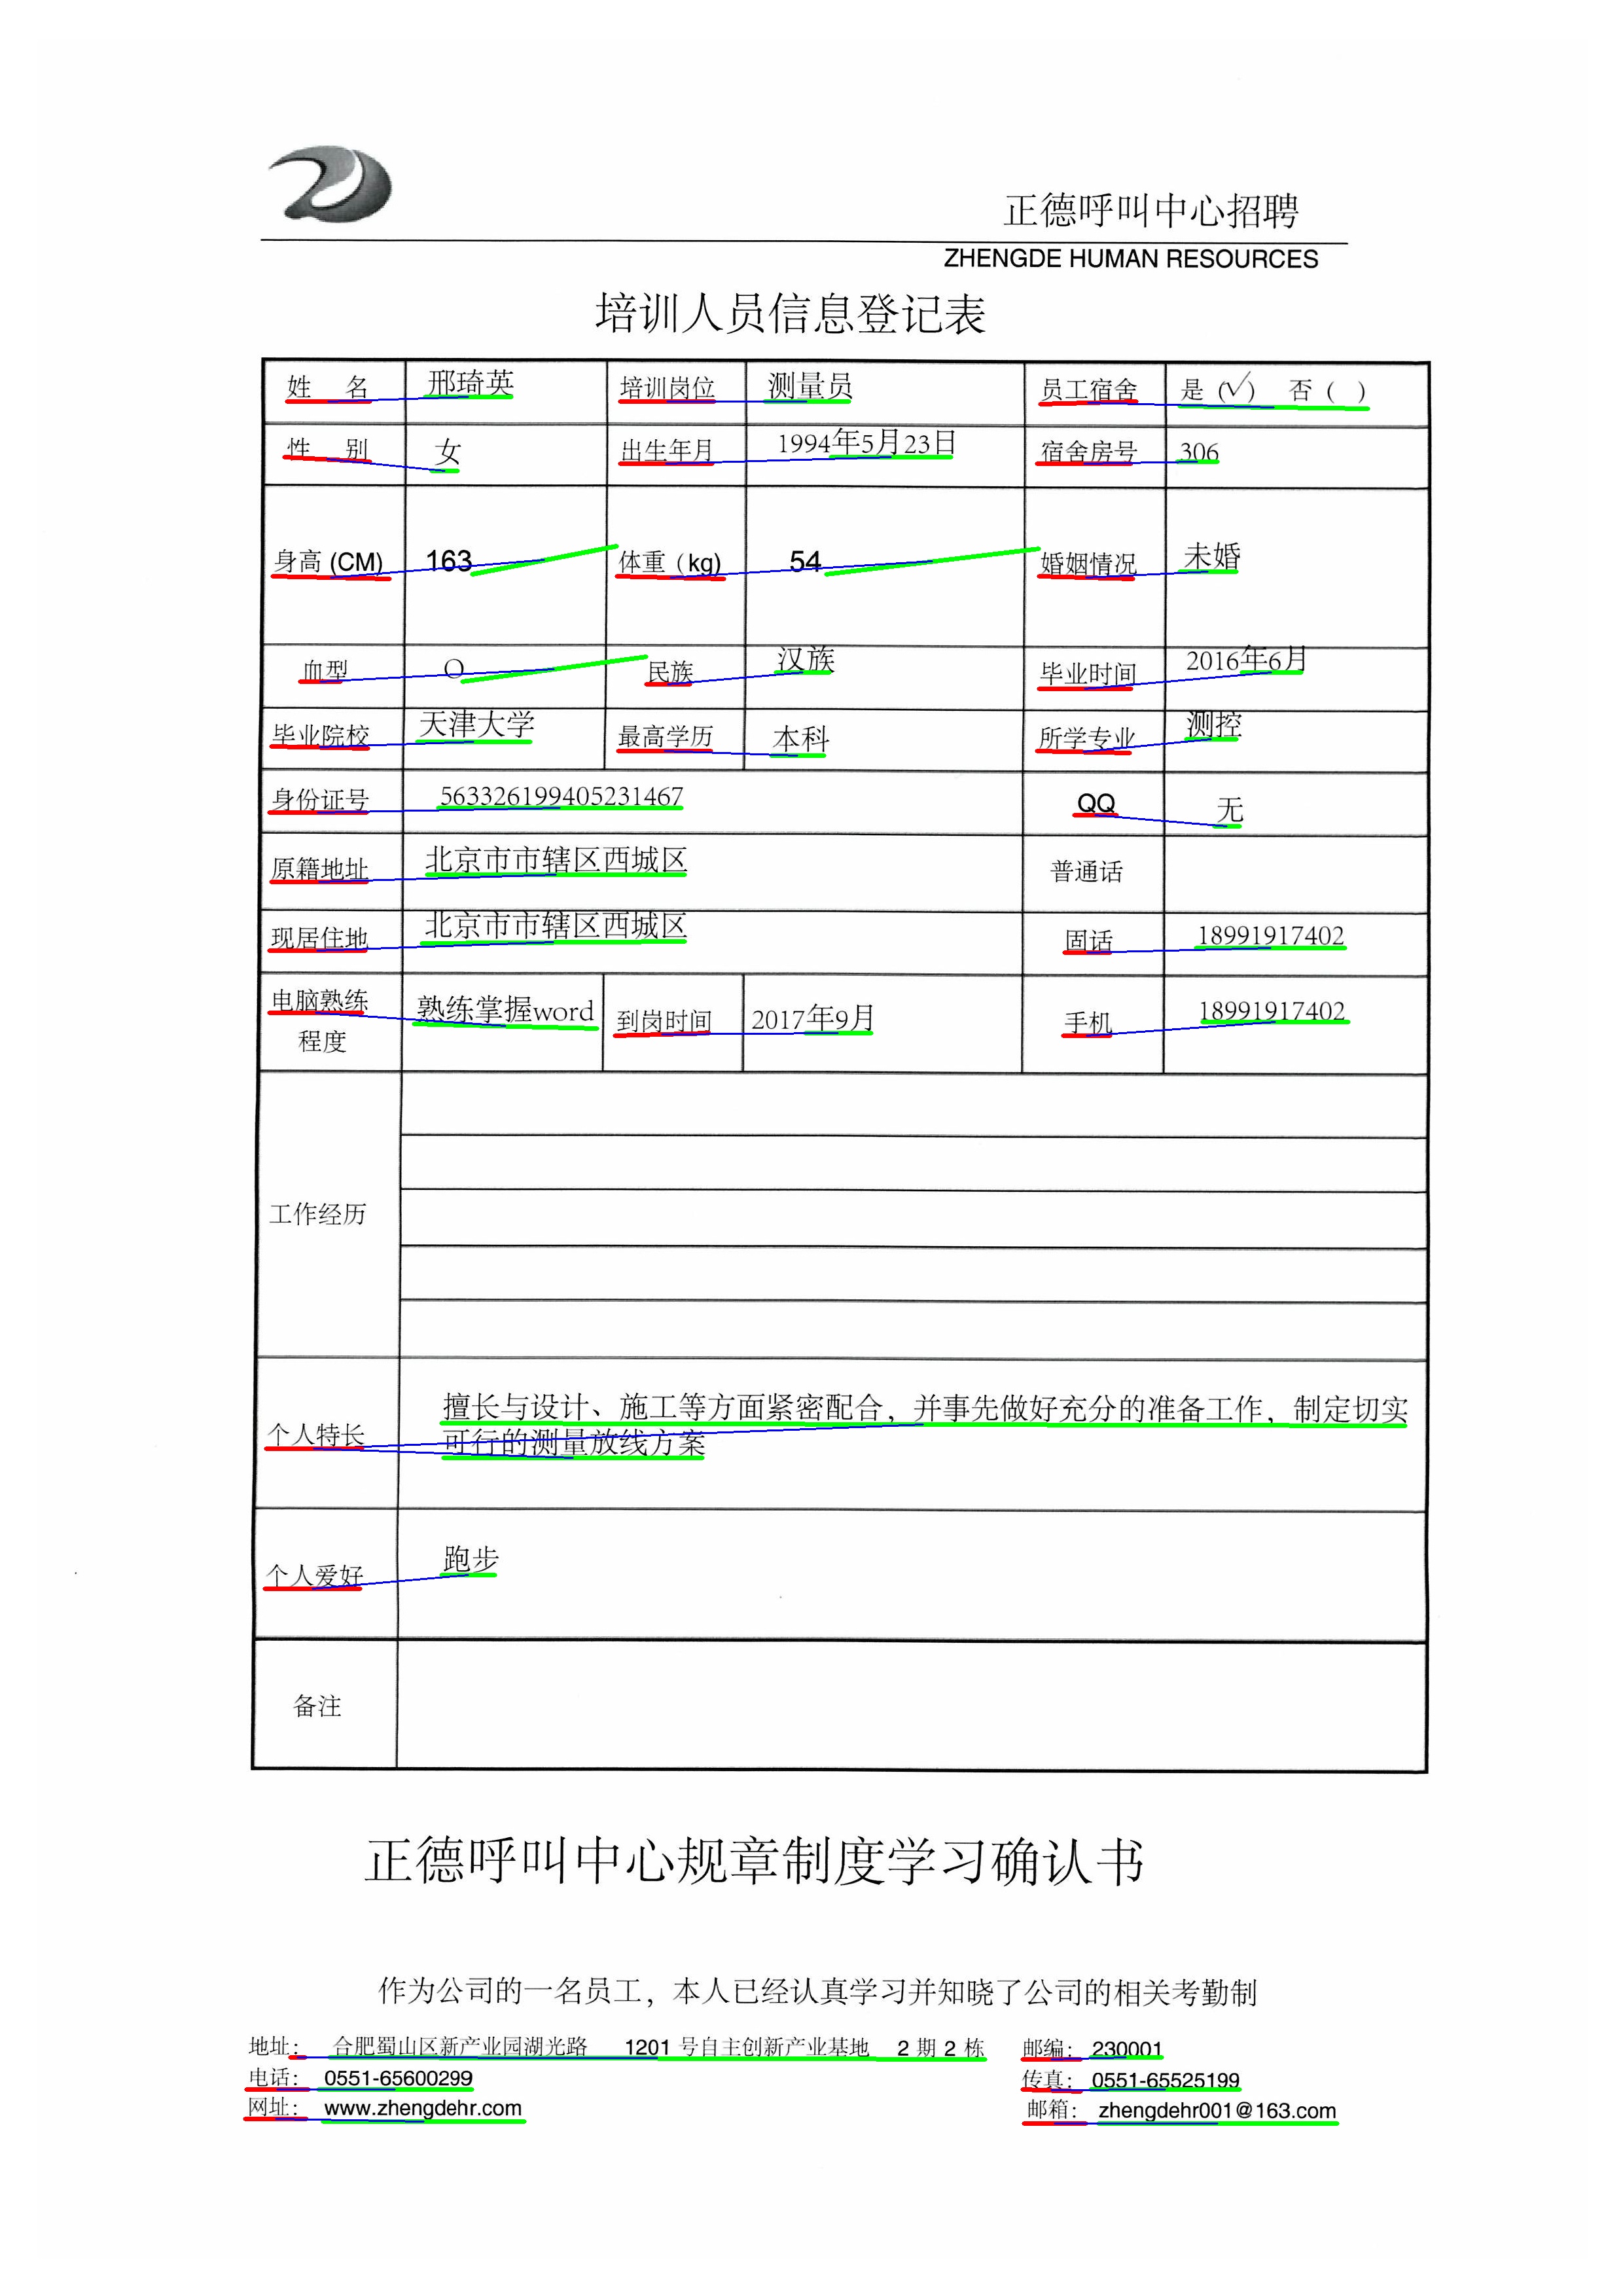 正德呼叫中心招聘
ZHENGDE HUMAN RESOURCES
培训人员信息登记表
姓 名 邢琦英 培训岗位 测量员 员工宿舍 是 (√) 否 ( )
性 别 女 出生年月 1994年5月23日 宿舍房号 306
身高 (CM) 163 体重 (kg) 54 婚姻情况 未婚
血型 O 民族 汉族 毕业时间 2016年6月
毕业院校 天津大学 最高学历 本科 所学专业 测控
身份证号 563326199405231467 QQ 无
原籍地址 北京市市辖区西城区 普通话
现居住地 北京市市辖区西城区 固话 18991917402
电脑熟练 熟练掌握word 到岗时间 2017年9月 手机 18991917402
程度
工作经历
个人特长 擅长与设计、施工等方面紧密配合，并事先做好充分的准备工作，制定切实
可行的测量放线方案
个人爱好 跑步
备注
正德呼叫中心规章制度学习确认书
作为公司的一名员工，本人已经认真学习并知晓了公司的相关考勤制
地址： 合肥蜀山区新产业园湖光路 1201 号自主创新产业基地 2 期 2 栋 邮编： 230001
电话： 0551-65600299 传真： 0551-65525199
网址： www.zhengdehr.com 邮箱： zhengdehr001@163.com